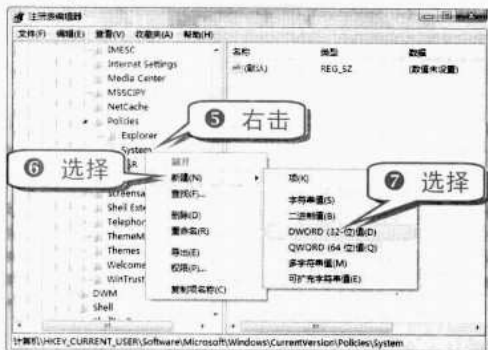 注册表编辑器
文件(F) 编辑(E) 查看(V) 收藏夹(A) 帮助(H)
IMESC
Internet Settings
Media Center
MSSCIPY
NetCache
Policies
Explorer
System
Screensa
Shell Exte
Telephor
ThemeM
Themes
Welcome
WinTrust
DWM
Shell
名称 类型 数据
(默认) REG_SZ (数值未设置)
❺ 右击
❻ 选择
❼ 选择
展开
新建(N)
查找(F)...
删除(D)
重命名(R)
导出(E)
权限(P)...
复制项名称(C)
项(K)
字符串值(S)
二进制值(B)
DWORD (32-位)值(D)
QWORD (64 位)值(Q)
多字符串值(M)
可扩充字符串值(E)
计算机\HKEY_CURRENT_USER\Software\Microsoft\Windows\CurrentVersion\Policies\System